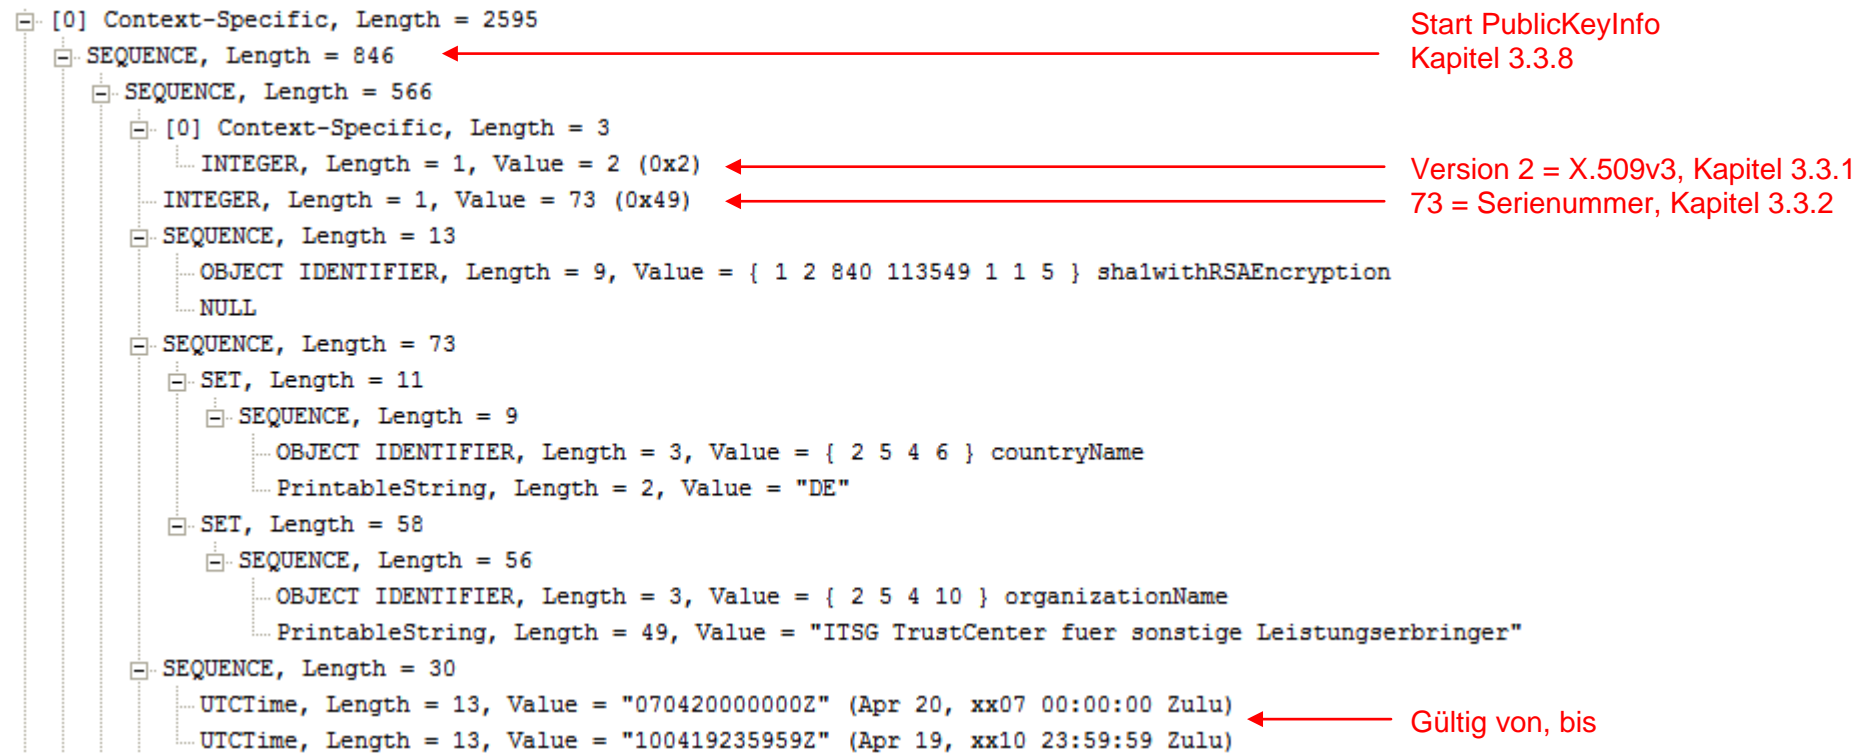 [0] Context-Specific, Length = 2595
Start PublicKeyInfo
SEQUENCE, Length = 846
Kapitel 3.3.8
SEQUENCE, Length = 566
[0] Context-Specific, Length = 3
INTEGER, Length = 1, Value = 2 (0x2)
Version 2 = X.509v3, Kapitel 3.3.1
INTEGER, Length = 1, Value = 73 (0x49)
73 = Serienummer, Kapitel 3.3.2
SEQUENCE, Length = 13
OBJECT IDENTIFIER, Length = 9, Value = { 1 2 840 113549 1 1 5 } sha1withRSAEncryption
NULL
SEQUENCE, Length = 73
SET, Length = 11
SEQUENCE, Length = 9
OBJECT IDENTIFIER, Length = 3, Value = { 2 5 4 6 } countryName
PrintableString, Length = 2, Value = "DE"
SET, Length = 58
SEQUENCE, Length = 56
OBJECT IDENTIFIER, Length = 3, Value = { 2 5 4 10 } organizationName
PrintableString, Length = 49, Value = "ITSG TrustCenter fuer sonstige Leistungserbringer"
SEQUENCE, Length = 30
UTCTime, Length = 13, Value = "070420000000Z" (Apr 20, xx07 00:00:00 Zulu)
Gültig von, bis
UTCTime, Length = 13, Value = "100419235959Z" (Apr 19, xx10 23:59:59 Zulu)